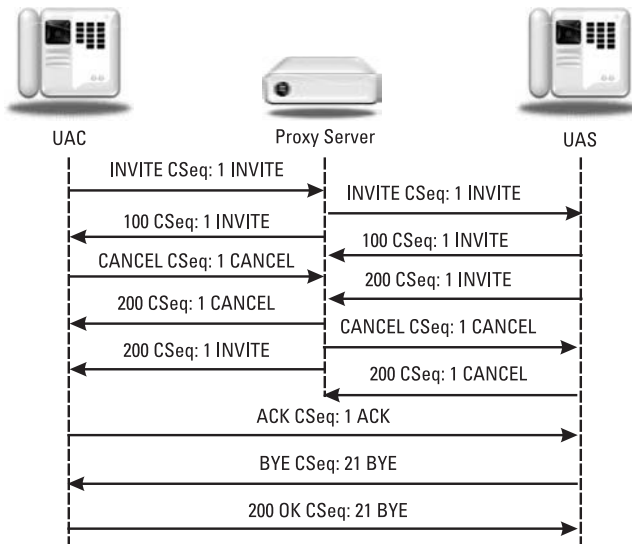 UAC
Proxy Server
UAS
INVITE CSeq: 1 INVITE
INVITE CSeq: 1 INVITE
100 CSeq: 1 INVITE
100 CSeq: 1 INVITE
CANCEL CSeq: 1 CANCEL
200 CSeq: 1 INVITE
200 CSeq: 1 CANCEL
CANCEL CSeq: 1 CANCEL
200 CSeq: 1 INVITE
200 CSeq: 1 CANCEL
ACK CSeq: 1 ACK
BYE CSeq: 21 BYE
200 OK CSeq: 21 BYE